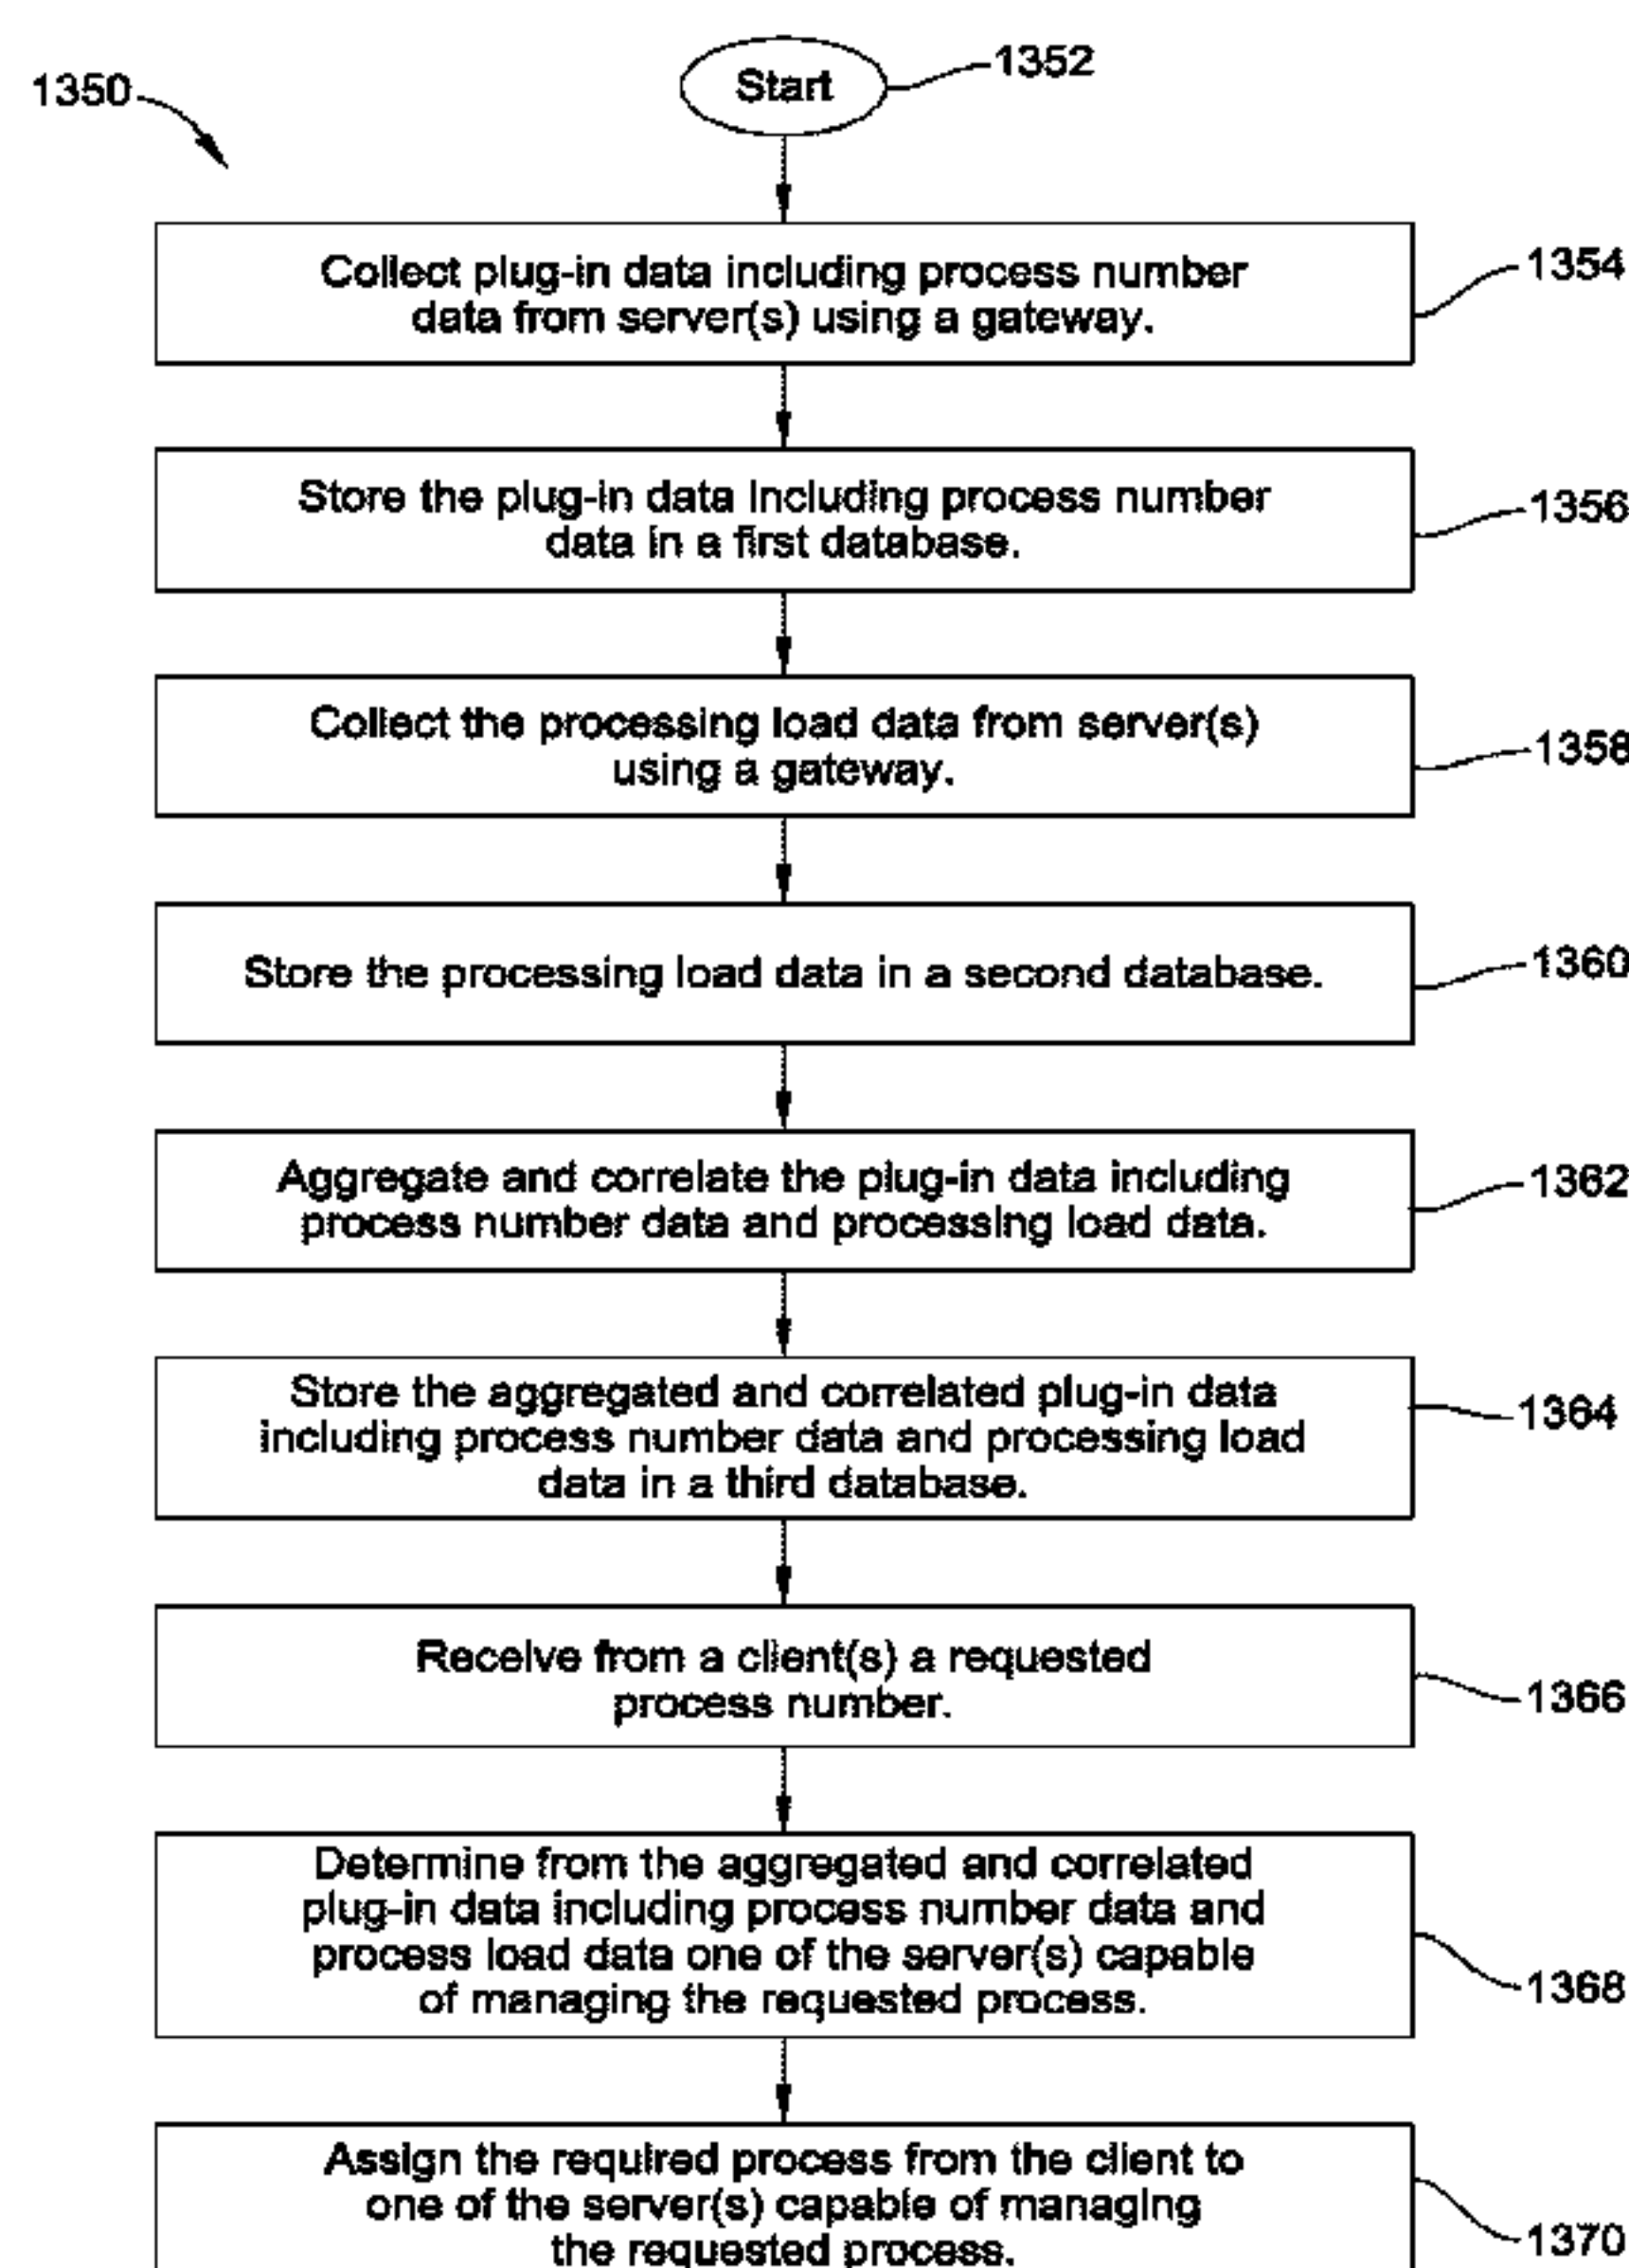 1350
Start
1352
Collect plug-in data including process number
data from server(s) using a gateway.
1354
Store the plug-in data including process number
data in a first database.
1356
Collect the processing load data from server(s)
using a gateway.
1358
Store the processing load data in a second database.
1360
Aggregate and correlate the plug-in data including
process number data and processing load data.
1362
Store the aggregated and correlated plug-in data
including process number data and processing load
data in a third database.
1364
Receive from a client(s) a requested
process number.
1366
Determine from the aggregated and correlated
plug-in data including process number data and
process load data one of the server(s) capable
of managing the requested process.
1368
Assign the required process from the client to
one of the server(s) capable of managing
the requested process.
1370